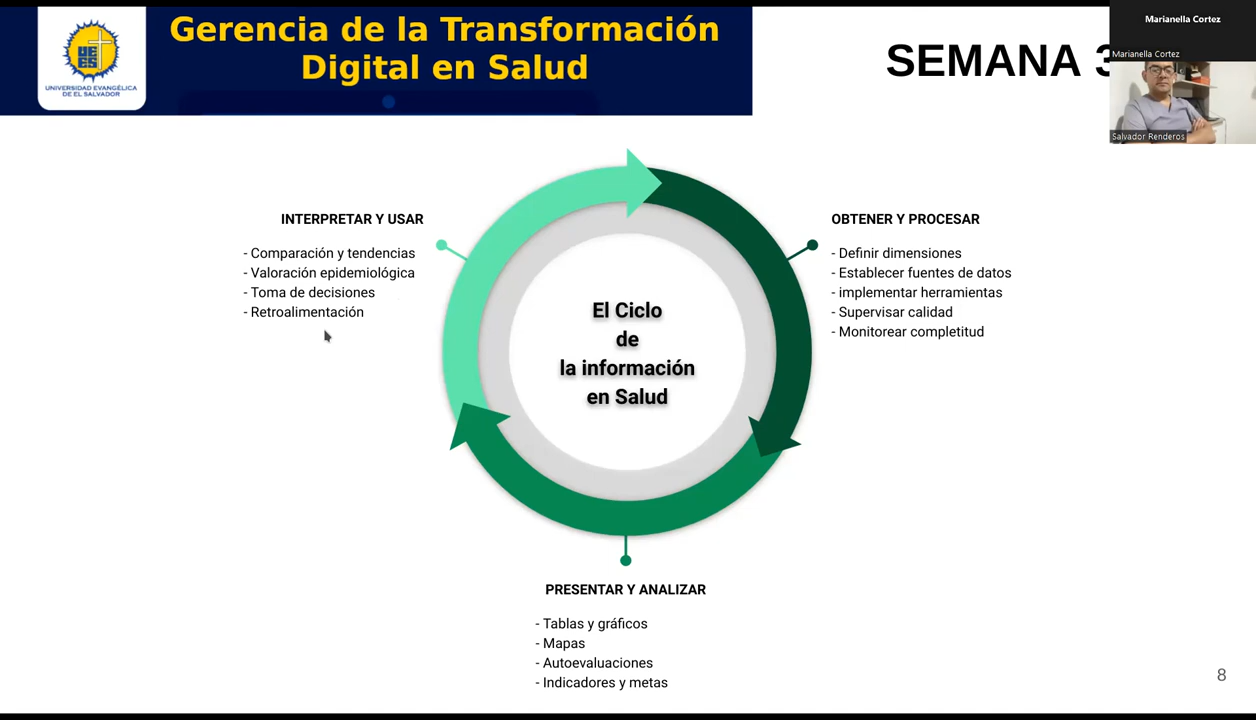 Gerencia de la Transformación
Digital en Salud
UEES
UNIVERSIDAD EVANGÉLICA
DE EL SALVADOR
SEMANA 3
Marianella Cortez
Marianella Cortez
Salvador Renderos
INTERPRETAR Y USAR
- Comparación y tendencias
- Valoración epidemiológica
- Toma de decisiones
- Retroalimentación
OBTENER Y PROCESAR
- Definir dimensiones
- Establecer fuentes de datos
- implementar herramientas
- Supervisar calidad
- Monitorear completitud
El Ciclo
de
la información
en Salud
PRESENTAR Y ANALIZAR
- Tablas y gráficos
- Mapas
- Autoevaluaciones
- Indicadores y metas
8